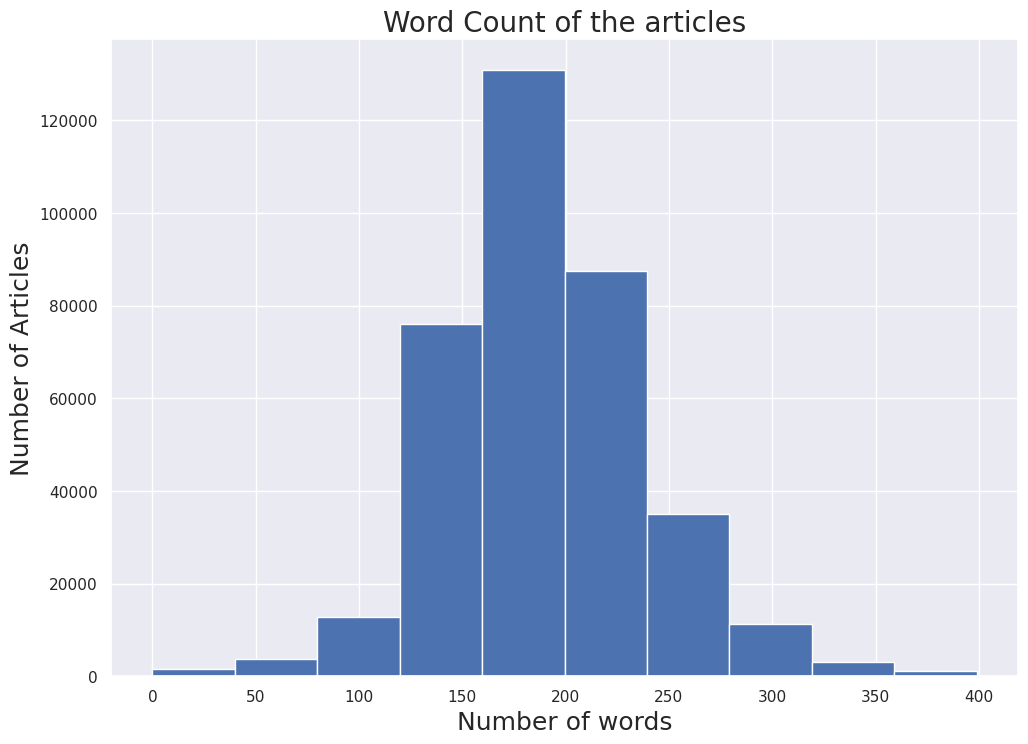 Word Count of the articles
120000
100000
80000
60000
40000
20000
0
Number of Articles
0 50 100 150 200 250 300 350 400
Number of words